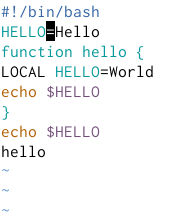 #!/bin/bash
HELLO=Hello
function hello {
LOCAL HELLO=World
echo $HELLO
}
echo $HELLO
hello
~
~
~